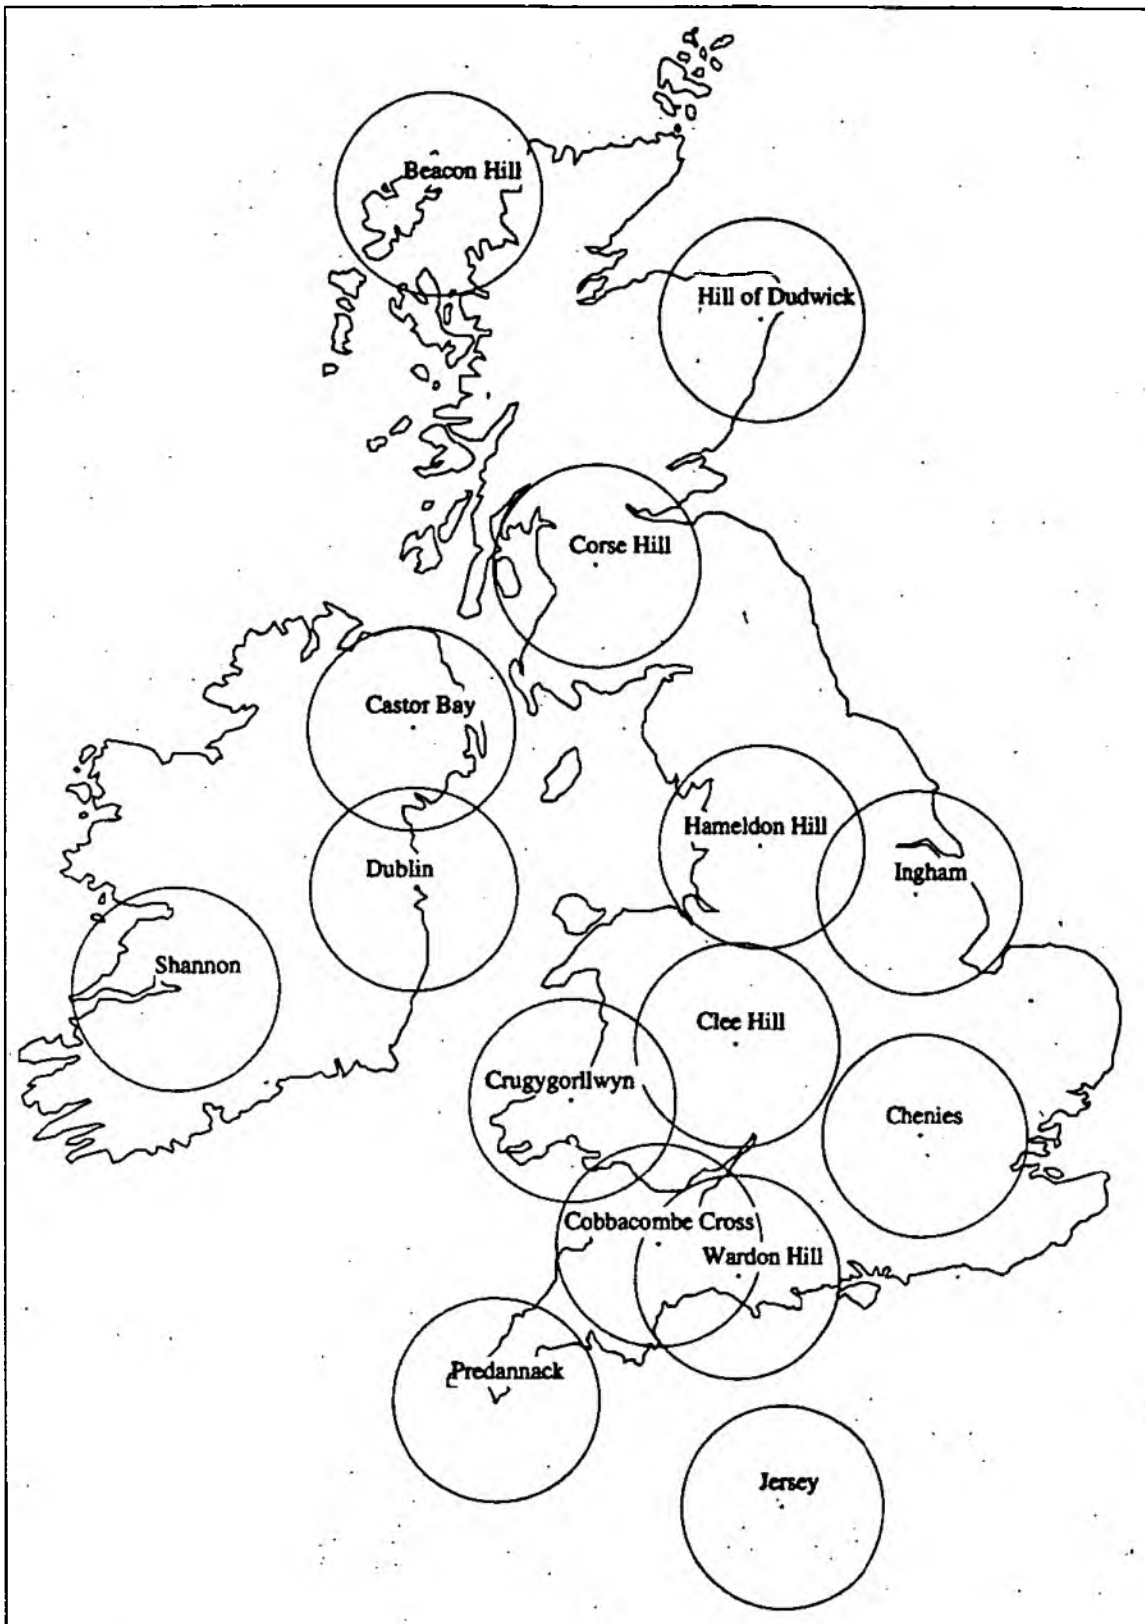 Beacon Hill
Hill of Dudwick
Corse Hill
Castor Bay
Hameldon Hill
Dublin
Ingham
Shannon
Clee Hill
Crugygorllwyn
Chenies
Cobbacombe Cross
Wardon Hill
Predannack
Jersey